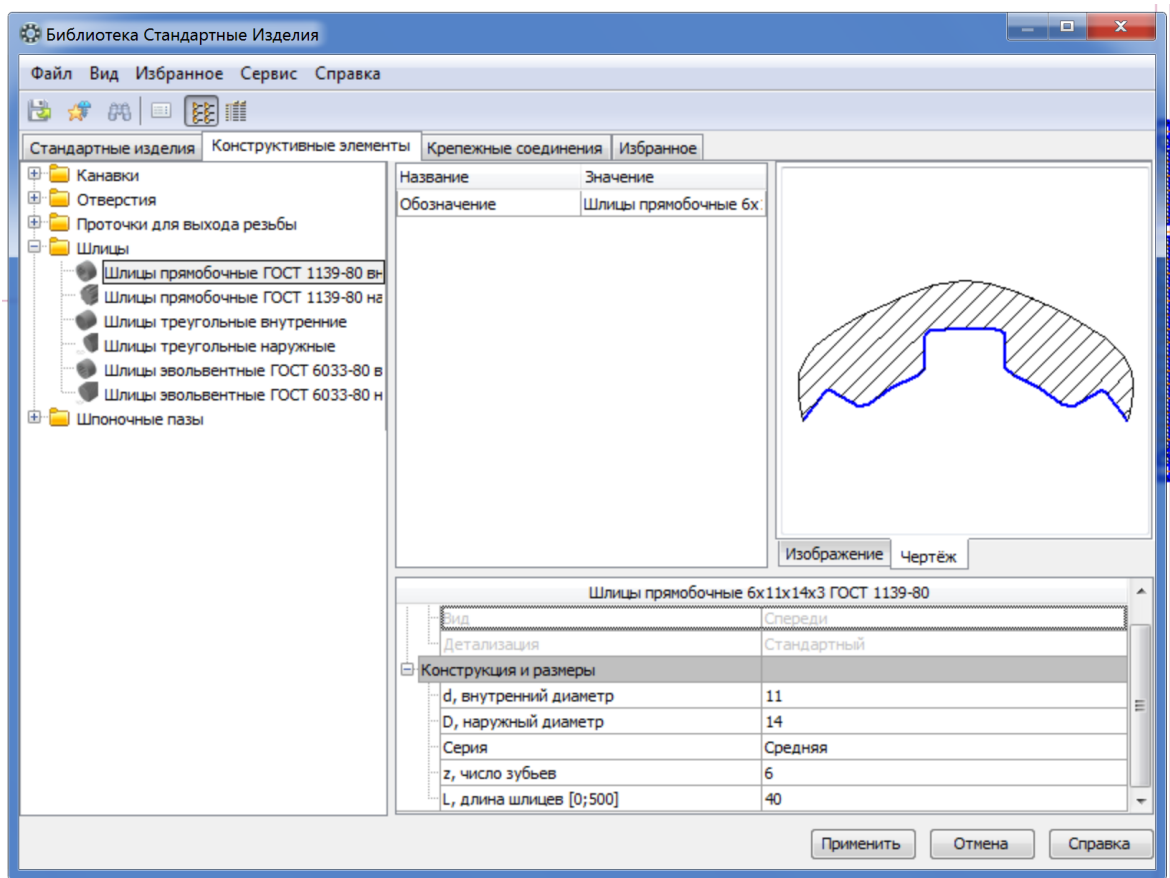 Библиотека Стандартные Изделия
Файл Вид Избранное Сервис Справка
Стандартные изделия Конструктивные элементы Крепежные соединения Избранное
Канавки
Отверстия
Проточки для выхода резьбы
Шлицы
Шлицы прямобочные ГОСТ 1139-80 вн
Шлицы прямобочные ГОСТ 1139-80 на
Шлицы треугольные внутренние
Шлицы треугольные наружные
Шлицы эвольвентные ГОСТ 6033-80 в
Шлицы эвольвентные ГОСТ 6033-80 н
Шпоночные пазы
Название Значение
Обозначение Шлицы прямобочные 6x
Изображение Чертёж
Шлицы прямобочные 6x11x14x3 ГОСТ 1139-80
Вид Спереди
Детализация Стандартный
Конструкция и размеры
d, внутренний диаметр 11
D, наружный диаметр 14
Серия Средняя
z, число зубьев 6
L, длина шлицев [0;500] 40
Применить Отмена Справка